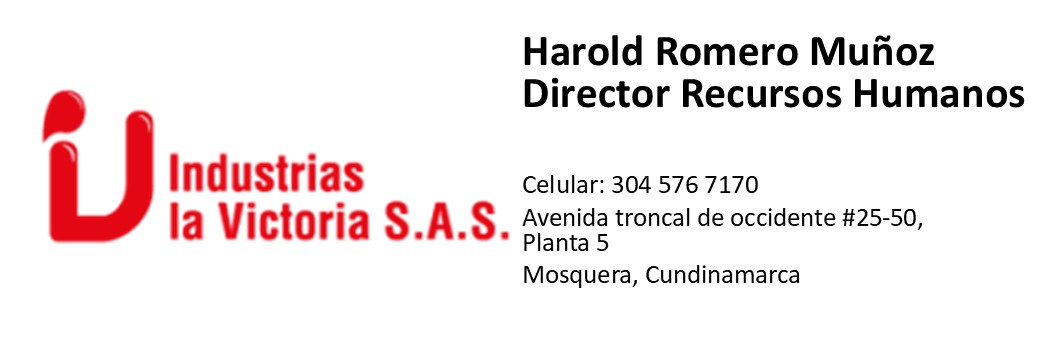 Harold Romero Muñoz
Director Recursos Humanos
Industrias
la Victoria S.A.S.
Celular: 304 576 7170
Avenida troncal de occidente #25-50,
Planta 5
Mosquera, Cundinamarca